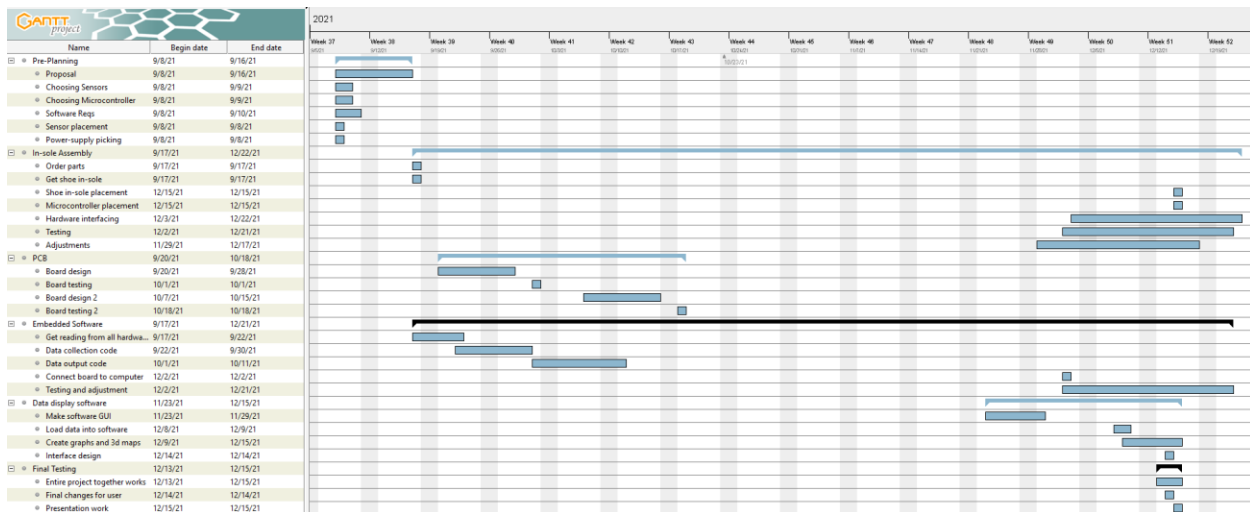 GANTT project
2021
Name Begin date End date
Week 37 Week 38 Week 39 Week 40 Week 41 Week 42 Week 43 Week 44 Week 45 Week 46 Week 47 Week 48 Week 49 Week 50 Week 51 Week 52
10/23/21
Pre-Planning 9/8/21 9/16/21
Proposal 9/8/21 9/16/21
Choosing Sensors 9/8/21 9/9/21
Choosing Microcontroller 9/8/21 9/9/21
Software Reqs 9/8/21 9/10/21
Sensor placement 9/8/21 9/8/21
Power-supply picking 9/8/21 9/8/21
In-sole Assembly 9/17/21 12/22/21
Order parts 9/17/21 9/17/21
Get shoe in-sole 9/17/21 9/17/21
Shoe in-sole placement 12/15/21 12/15/21
Microcontroller placement 12/15/21 12/15/21
Hardware interfacing 12/3/21 12/22/21
Testing 12/2/21 12/21/21
Adjustments 11/29/21 12/17/21
PCB 9/20/21 10/18/21
Board design 9/20/21 9/28/21
Board testing 10/1/21 10/1/21
Board design 2 10/7/21 10/15/21
Board testing 2 10/18/21 10/18/21
Embedded Software 9/17/21 12/21/21
Get reading from all hardwa... 9/17/21 9/22/21
Data collection code 9/22/21 9/30/21
Data output code 10/1/21 10/11/21
Connect board to computer 12/2/21 12/2/21
Testing and adjustment 12/2/21 12/21/21
Data display software 11/23/21 12/15/21
Make software GUI 11/23/21 11/29/21
Load data into software 12/8/21 12/9/21
Create graphs and 3d maps 12/9/21 12/15/21
Interface design 12/14/21 12/14/21
Final Testing 12/13/21 12/15/21
Entire project together works 12/13/21 12/15/21
Final changes for user 12/14/21 12/14/21
Presentation work 12/15/21 12/15/21